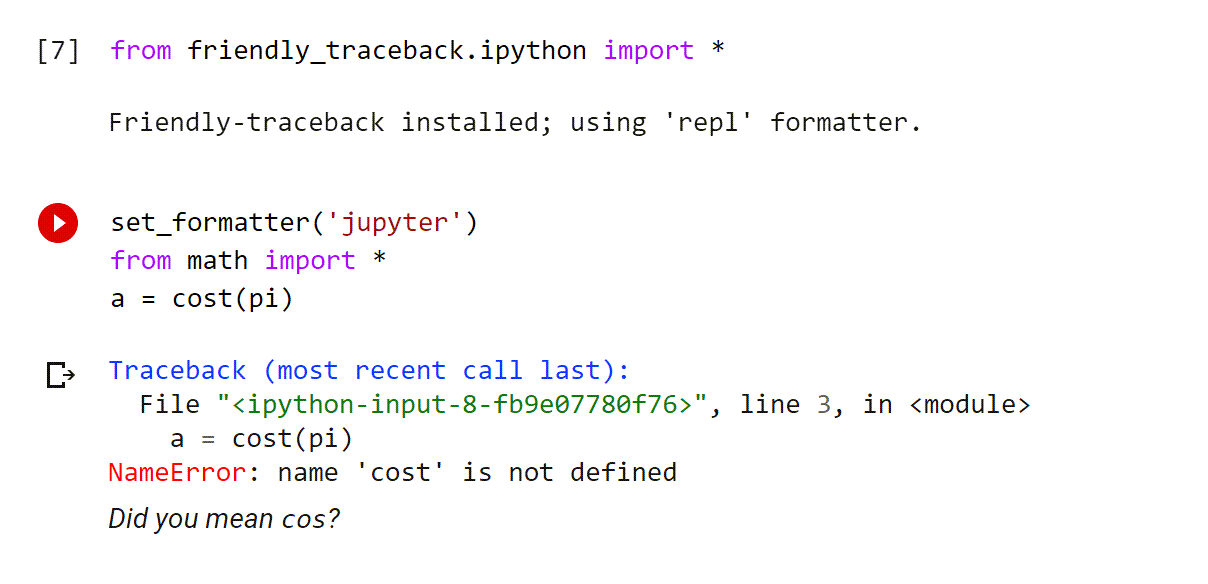 [7] from friendly_traceback.ipython import *
Friendly-traceback installed; using 'repl' formatter.
set_formatter('jupyter')
from math import *
a = cost(pi)
Traceback (most recent call last):
  File "<ipython-input-8-fb9e07780f76>", line 3, in <module>
    a = cost(pi)
NameError: name 'cost' is not defined
Did you mean cos?